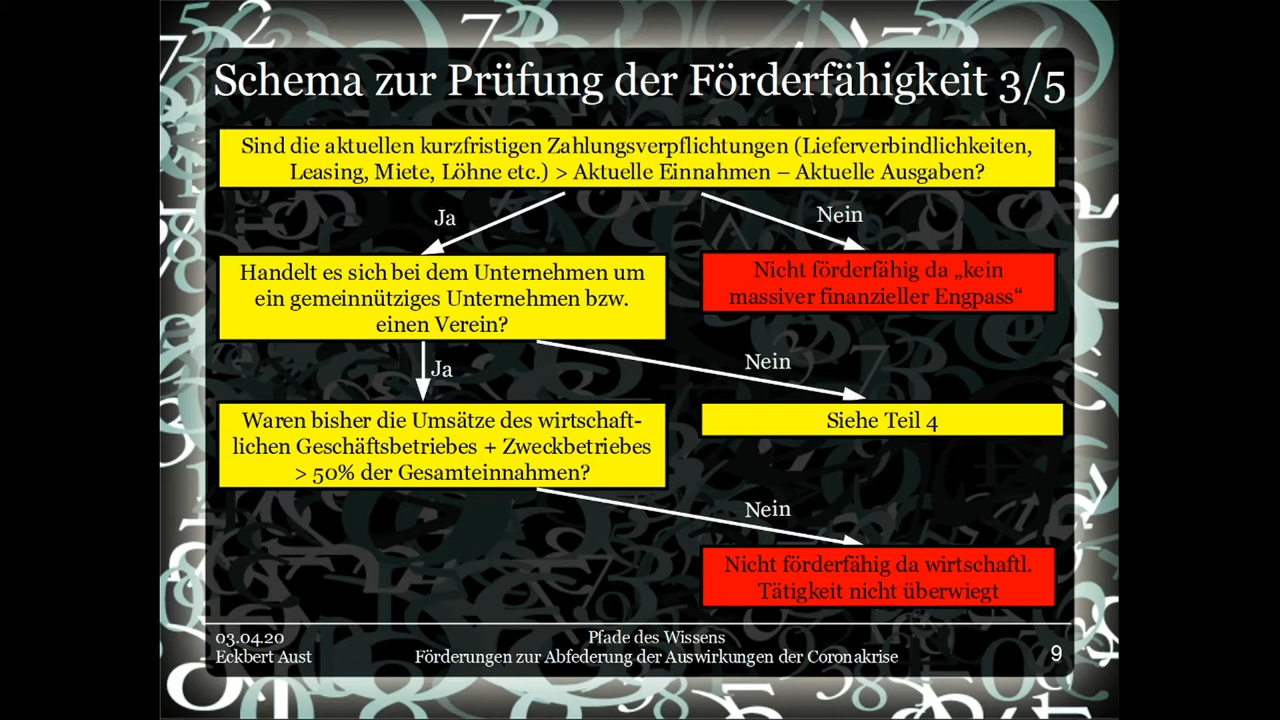 Schema zur Prüfung der Förderfähigkeit 3/5
Sind die aktuellen kurzfristigen Zahlungsverpflichtungen (Lieferverbindlichkeiten,
Leasing, Miete, Löhne etc.) > Aktuelle Einnahmen – Aktuelle Ausgaben?
Ja
Nein
Handelt es sich bei dem Unternehmen um
ein gemeinnütziges Unternehmen bzw.
einen Verein?
Nicht förderfähig da „kein
massiver finanzieller Engpass“
Ja
Nein
Waren bisher die Umsätze des wirtschaft-
lichen Geschäftsbetriebes + Zweckbetriebes
> 50% der Gesamteinnahmen?
Siehe Teil 4
Nein
Nicht förderfähig da wirtschaftl.
Tätigkeit nicht überwiegt
03.04.20
Eckbert Aust
Pfade des Wissens
Förderungen zur Abfederung der Auswirkungen der Coronakrise
9